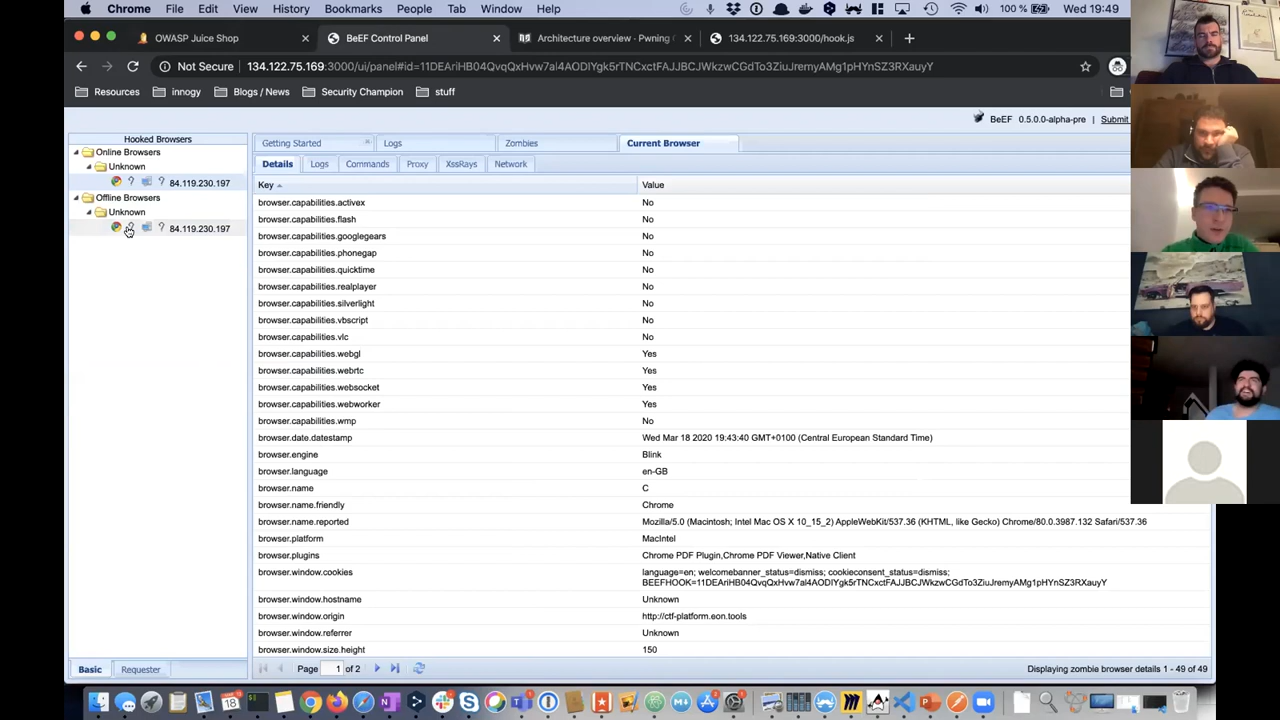 Chrome File Edit View History Bookmarks People Tab Window Help 100 % Wed 19:49
OWASP Juice Shop BeEF Control Panel Architecture overview - Pwning 134.122.75.169:3000/hook.js
Not Secure 134.122.75.169:3000/ui/panel#id=11DEAriHB04QvqQxHvw7al4AODIYgk5rTNCxctFAJJBCJWkzwCGdTo3ZiuJremyAMg1pHYnSZ3RXauyY
Resources innogy Blogs / News Security Champion stuff
BeEF 0.5.0.0-alpha-pre | Submit
Hooked Browsers
Online Browsers
Unknown
84.119.230.197
Offline Browsers
Unknown
84.119.230.197
Getting Started Logs Zombies Current Browser
Details Logs Commands Proxy XssRays Network
Key Value
browser.capabilities.activex No
browser.capabilities.flash No
browser.capabilities.googlegears No
browser.capabilities.phonegap No
browser.capabilities.quicktime No
browser.capabilities.realplayer No
browser.capabilities.silverlight No
browser.capabilities.vbscript No
browser.capabilities.vlc No
browser.capabilities.webgl Yes
browser.capabilities.webrtc Yes
browser.capabilities.websocket Yes
browser.capabilities.webworker Yes
browser.capabilities.wmp No
browser.date.datestamp Wed Mar 18 2020 19:43:40 GMT+0100 (Central European Standard Time)
browser.engine Blink
browser.language en-GB
browser.name C
browser.name.friendly Chrome
browser.name.reported Mozilla/5.0 (Macintosh; Intel Mac OS X 10_15_2) AppleWebKit/537.36 (KHTML, like Gecko) Chrome/80.0.3987.132 Safari/537.36
browser.platform MacIntel
browser.plugins Chrome PDF Plugin,Chrome PDF Viewer,Native Client
browser.window.cookies language=en; welcomebanner_status=dismiss; cookieconsent_status=dismiss;
BEEFHOOK=11DEAriHB04QvqQxHvw7al4AODIYgk5rTNCxctFAJJBCJWkzwCGdTo3ZiuJremyAMg1pHYnSZ3RXauyY
browser.window.hostname Unknown
browser.window.origin http://ctf-platform.eon.tools
browser.window.referrer Unknown
browser.window.size.height 150
Basic Requester
Page 1 of 2 Displaying zombie browser details 1 - 49 of 49